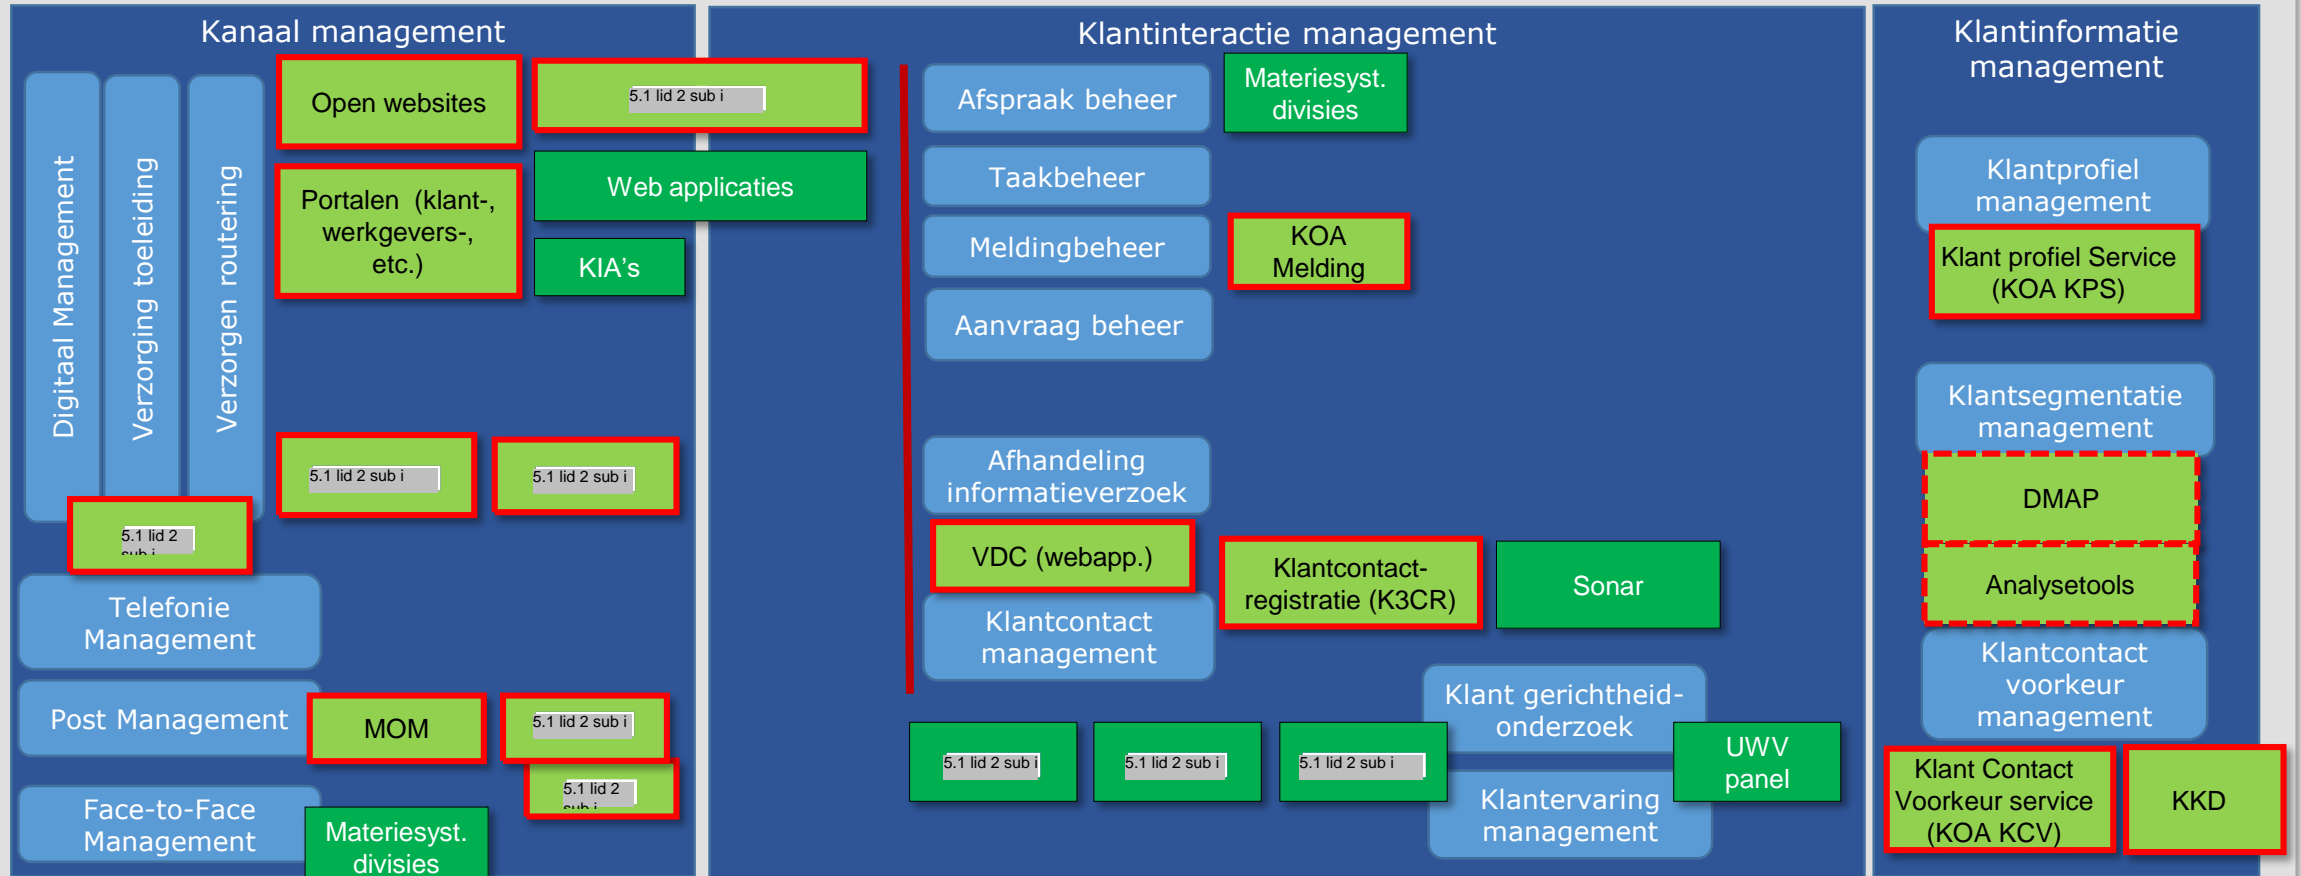 Kanaal management
Digitaal Management
Verzorging toeleiding
Verzorgen routering
Open websites
5.1 lid 2 sub i
Portalen (klant-,
werkgevers-,
etc.)
Web applicaties
KIA's
5.1 lid 2 sub i
5.1 lid 2 sub i
5.1 lid 2
sub i
Telefonie
Management
Post Management
MOM
5.1 lid 2 sub i
5.1 lid 2
sub i
Face-to-Face
Management
Materiesyst.
divisies
Klantinteractie management
Afspraak beheer
Materiesyst.
divisies
Taakbeheer
Meldingbeheer
KOA
Melding
Aanvraag beheer
Afhandeling
informatieverzoek
VDC (webapp.)
Klantcontact-
registratie (K3CR)
Sonar
Klantcontact
management
Klant gerichtheid-
onderzoek
5.1 lid 2 sub i
5.1 lid 2 sub i
5.1 lid 2 sub i
UWV
panel
Klantervaring
management
Klantinformatie
management
Klantprofiel
management
Klant profiel Service
(KOA KPS)
Klantsegmentatie
management
DMAP
Analysetools
Klantcontact
voorkeur
management
Klant Contact
Voorkeur service
(KOA KCV)
KKD